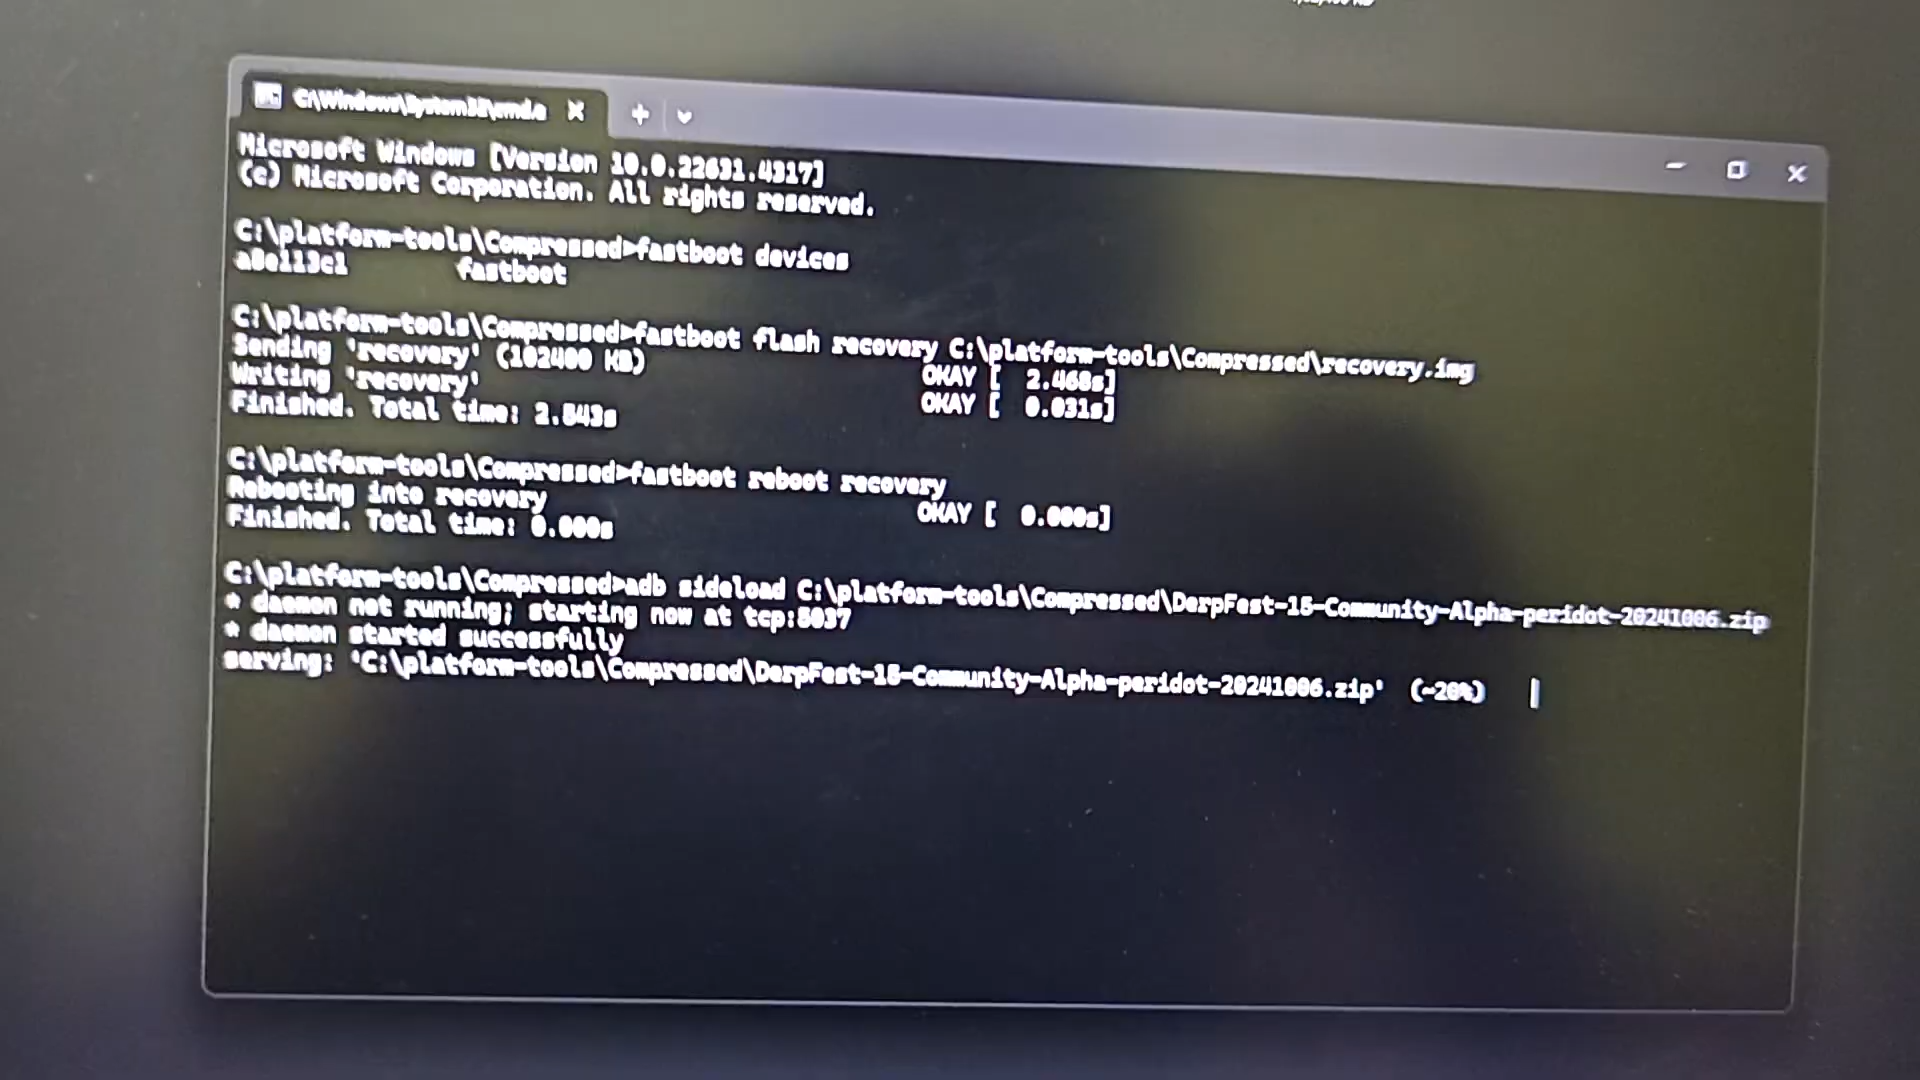 C:\Windows\System32\cmd.e
Microsoft Windows [Version 10.0.22631.4317]
(c) Microsoft Corporation. All rights reserved.
C:\platform-tools\Compressed>fastboot devices
a8e113c1 fastboot
C:\platform-tools\Compressed>fastboot flash recovery C:\platform-tools\Compressed\recovery.img
Sending 'recovery' (102400 KB) OKAY [ 2.468s]
Writing 'recovery' OKAY [ 0.031s]
Finished. Total time: 2.543s
C:\platform-tools\Compressed>fastboot reboot recovery
Rebooting into recovery OKAY [ 0.000s]
Finished. Total time: 0.000s
C:\platform-tools\Compressed>adb sideload C:\platform-tools\Compressed\DerpFest-15-Community-Alpha-peridot-20241006.zip
* daemon not running; starting now at tcp:5037
* daemon started successfully
serving: 'C:\platform-tools\Compressed\DerpFest-15-Community-Alpha-peridot-20241006.zip' (~20%)